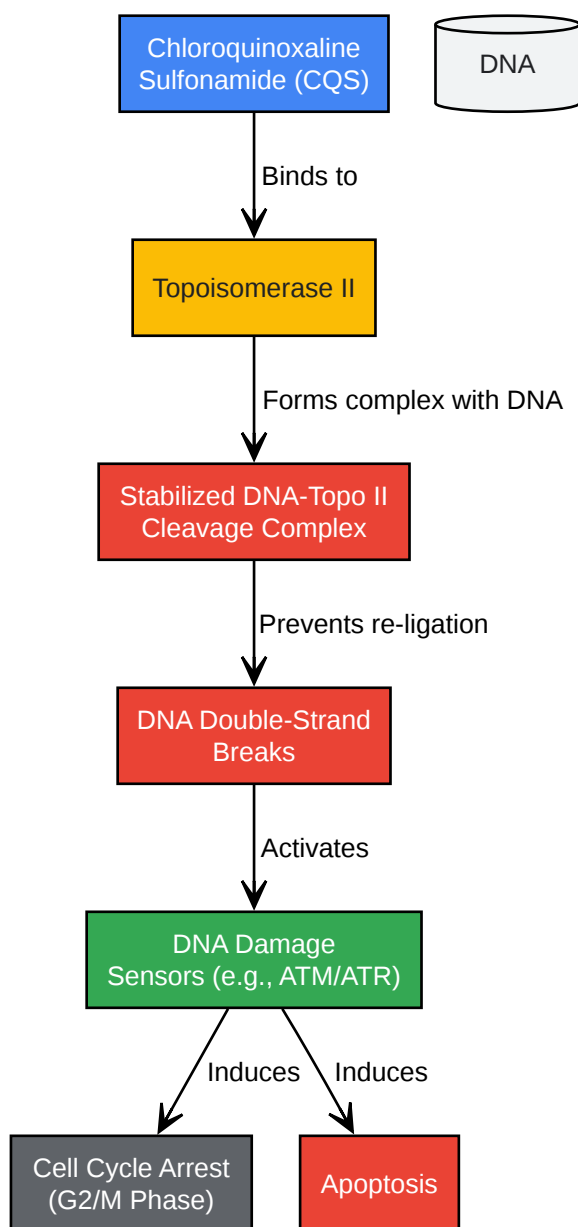 Chloroquinoxaline
Sulfonamide (CQS)
DNA
Binds to
Topoisomerase II
Forms complex with DNA
Stabilized DNA-Topo II
Cleavage Complex
Prevents re-ligation
DNA Double-Strand
Breaks
Activates
DNA Damage
Sensors (e.g., ATM/ATR)
Induces
Induces
Cell Cycle Arrest
(G2/M Phase)
Apoptosis